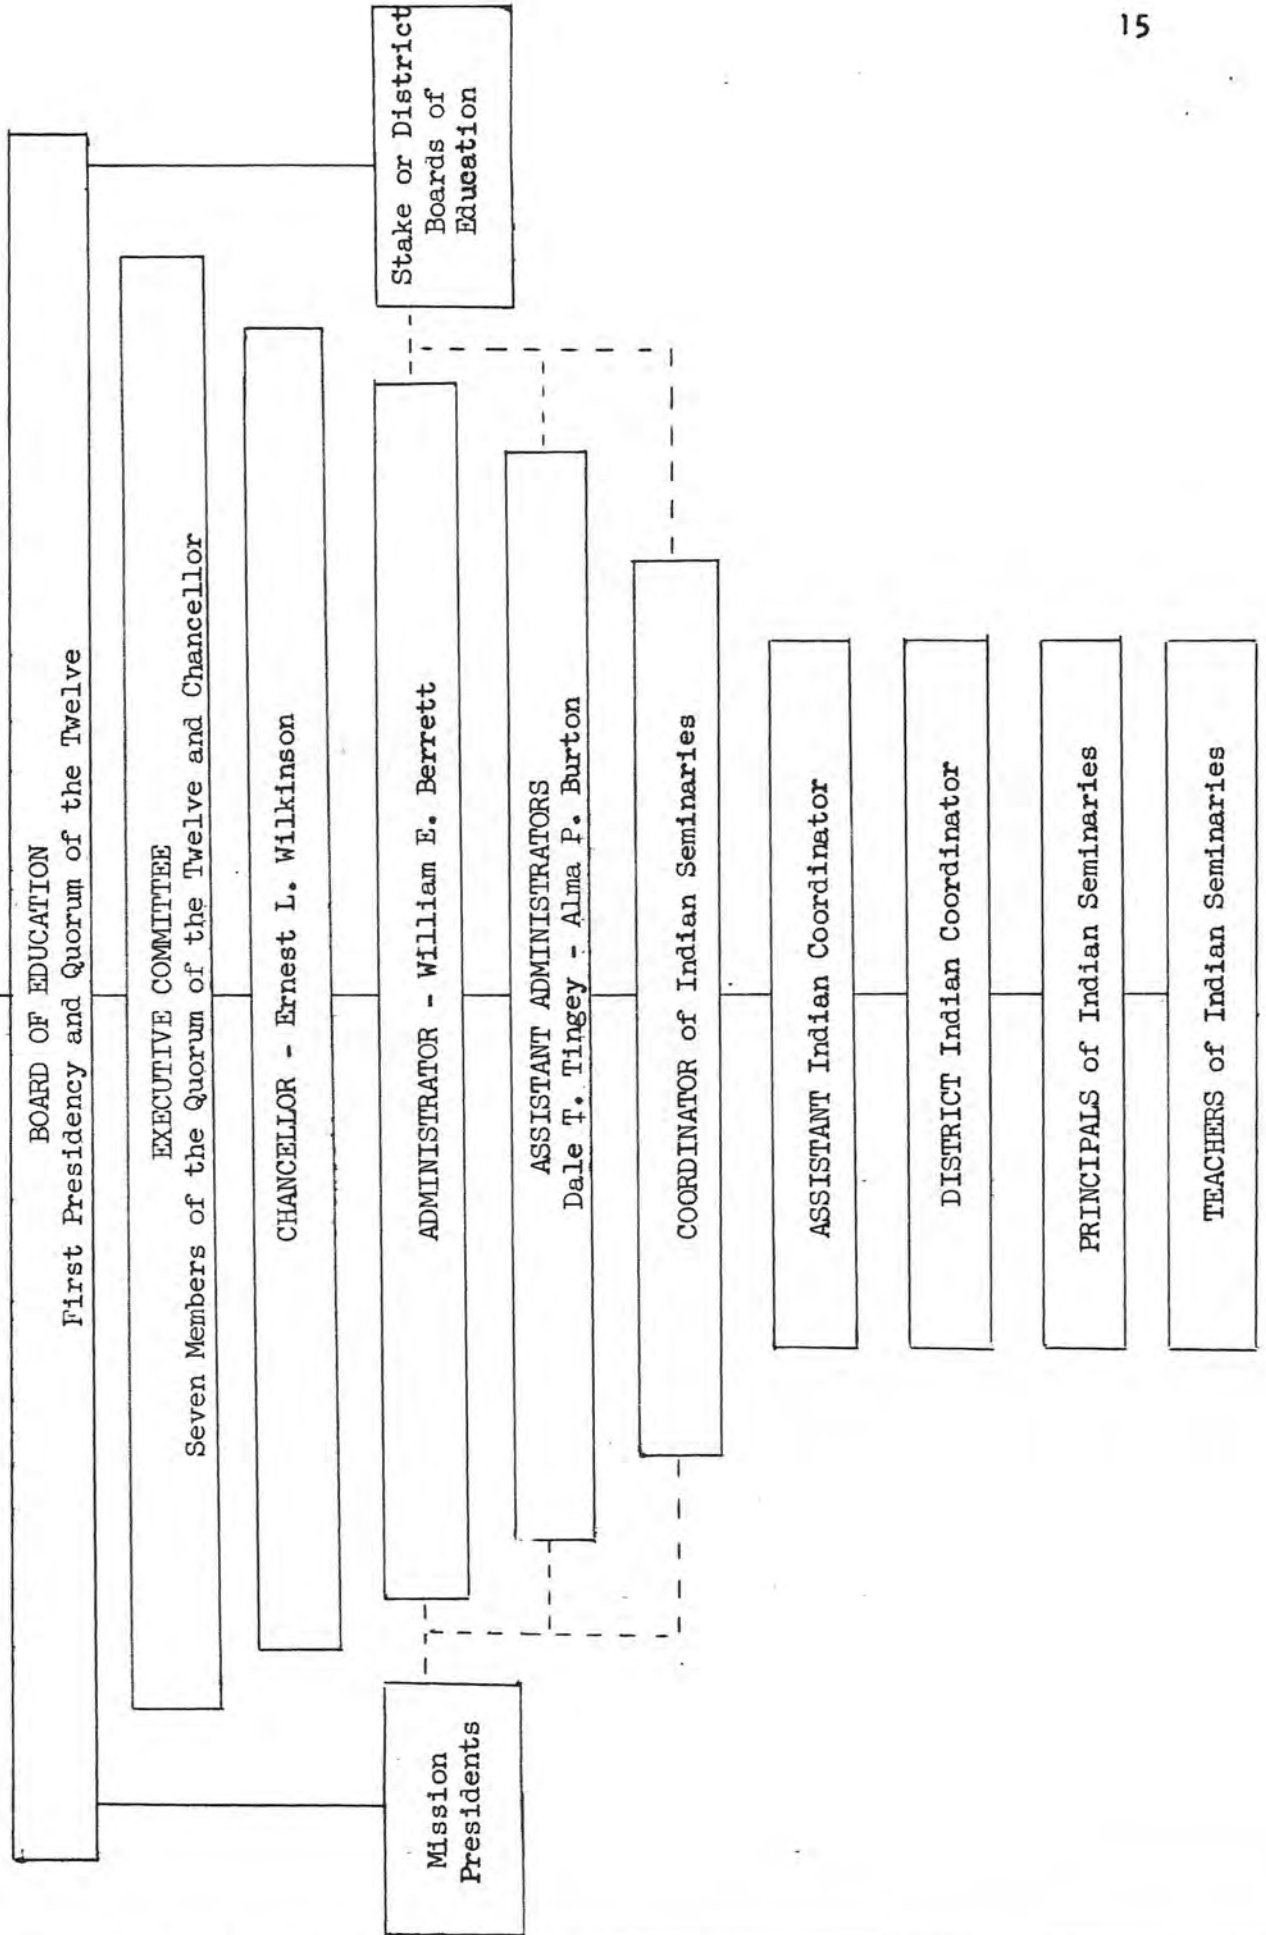 15
BOARD OF EDUCATION
First Presidency and Quorum of the Twelve
EXECUTIVE COMMITTEE
Seven Members of the Quorum of the Twelve and Chancellor
CHANCELLOR - Ernest L. Wilkinson
Mission
Presidents
ADMINISTRATOR - William E. Berrett
Stake or District
Boards of
Education
ASSISTANT ADMINISTRATORS
Dale T. Tingey - Alma P. Burton
COORDINATOR of Indian Seminaries
ASSISTANT Indian Coordinator
DISTRICT Indian Coordinator
PRINCIPALS of Indian Seminaries
TEACHERS of Indian Seminaries